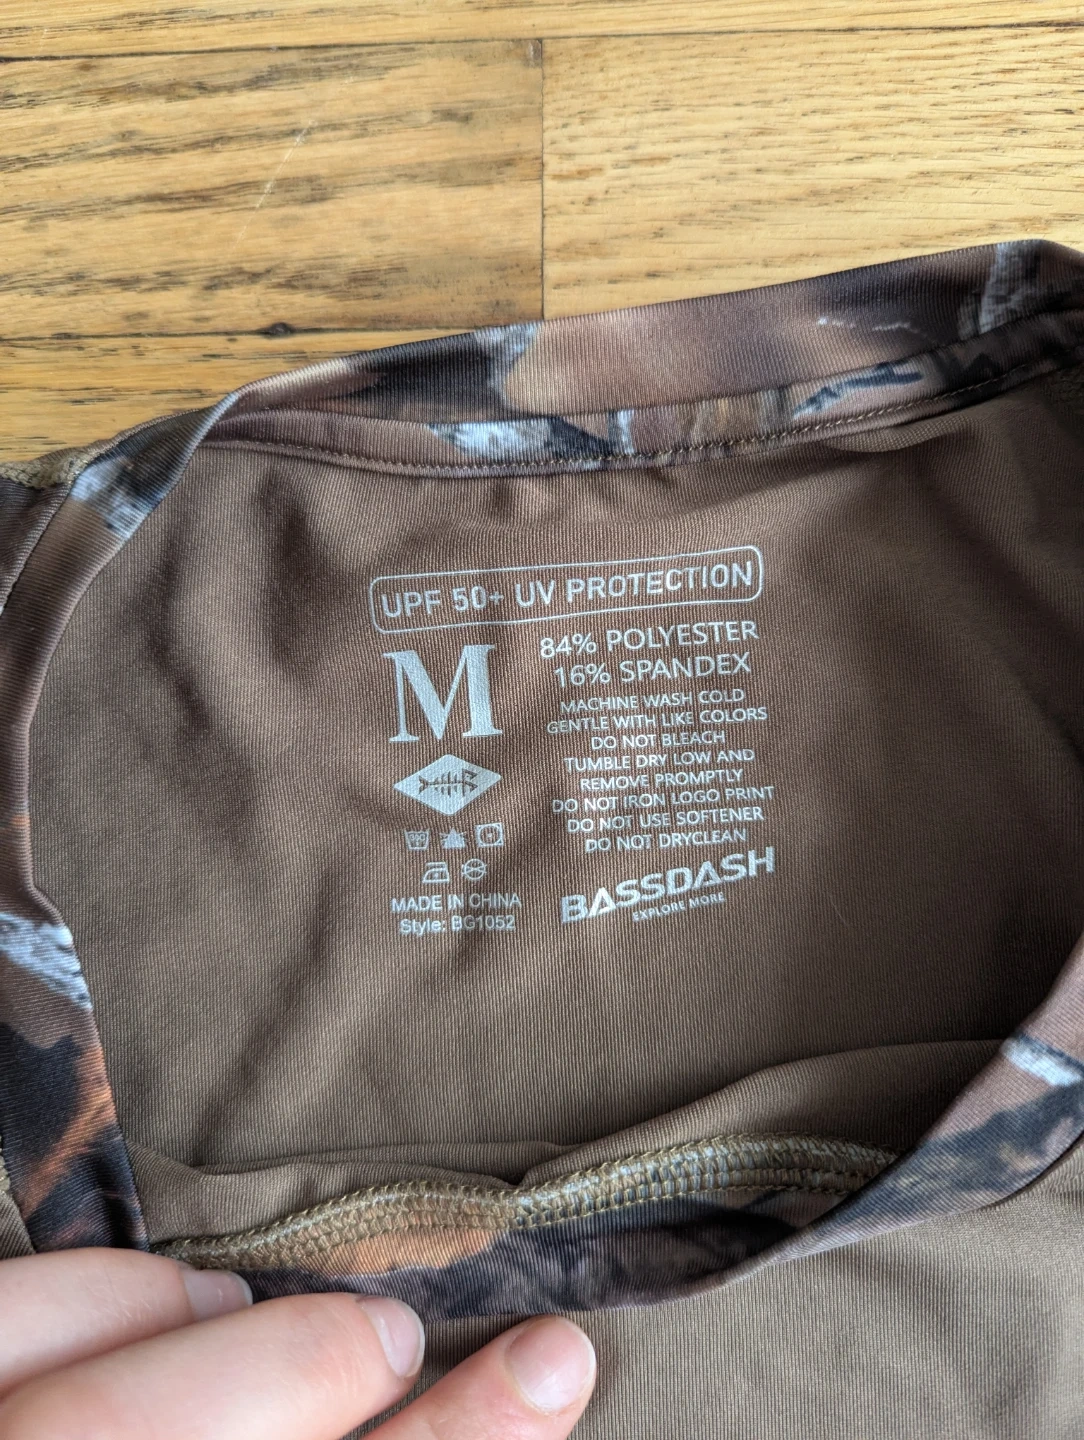 UPF 50+ UV PROTECTION
M
MADE IN CHINA
Style: BG1052
84% POLYESTER
16% SPANDEX
MACHINE WASH COLD
GENTLE WITH LIKE COLORS
DO NOT BLEACH
TUMBLE DRY LOW AND
REMOVE PROMPTLY
DO NOT IRON LOGO PRINT
DO NOT USE SOFTENER
DO NOT DRYCLEAN
BASSDASH
EXPLORE MORE